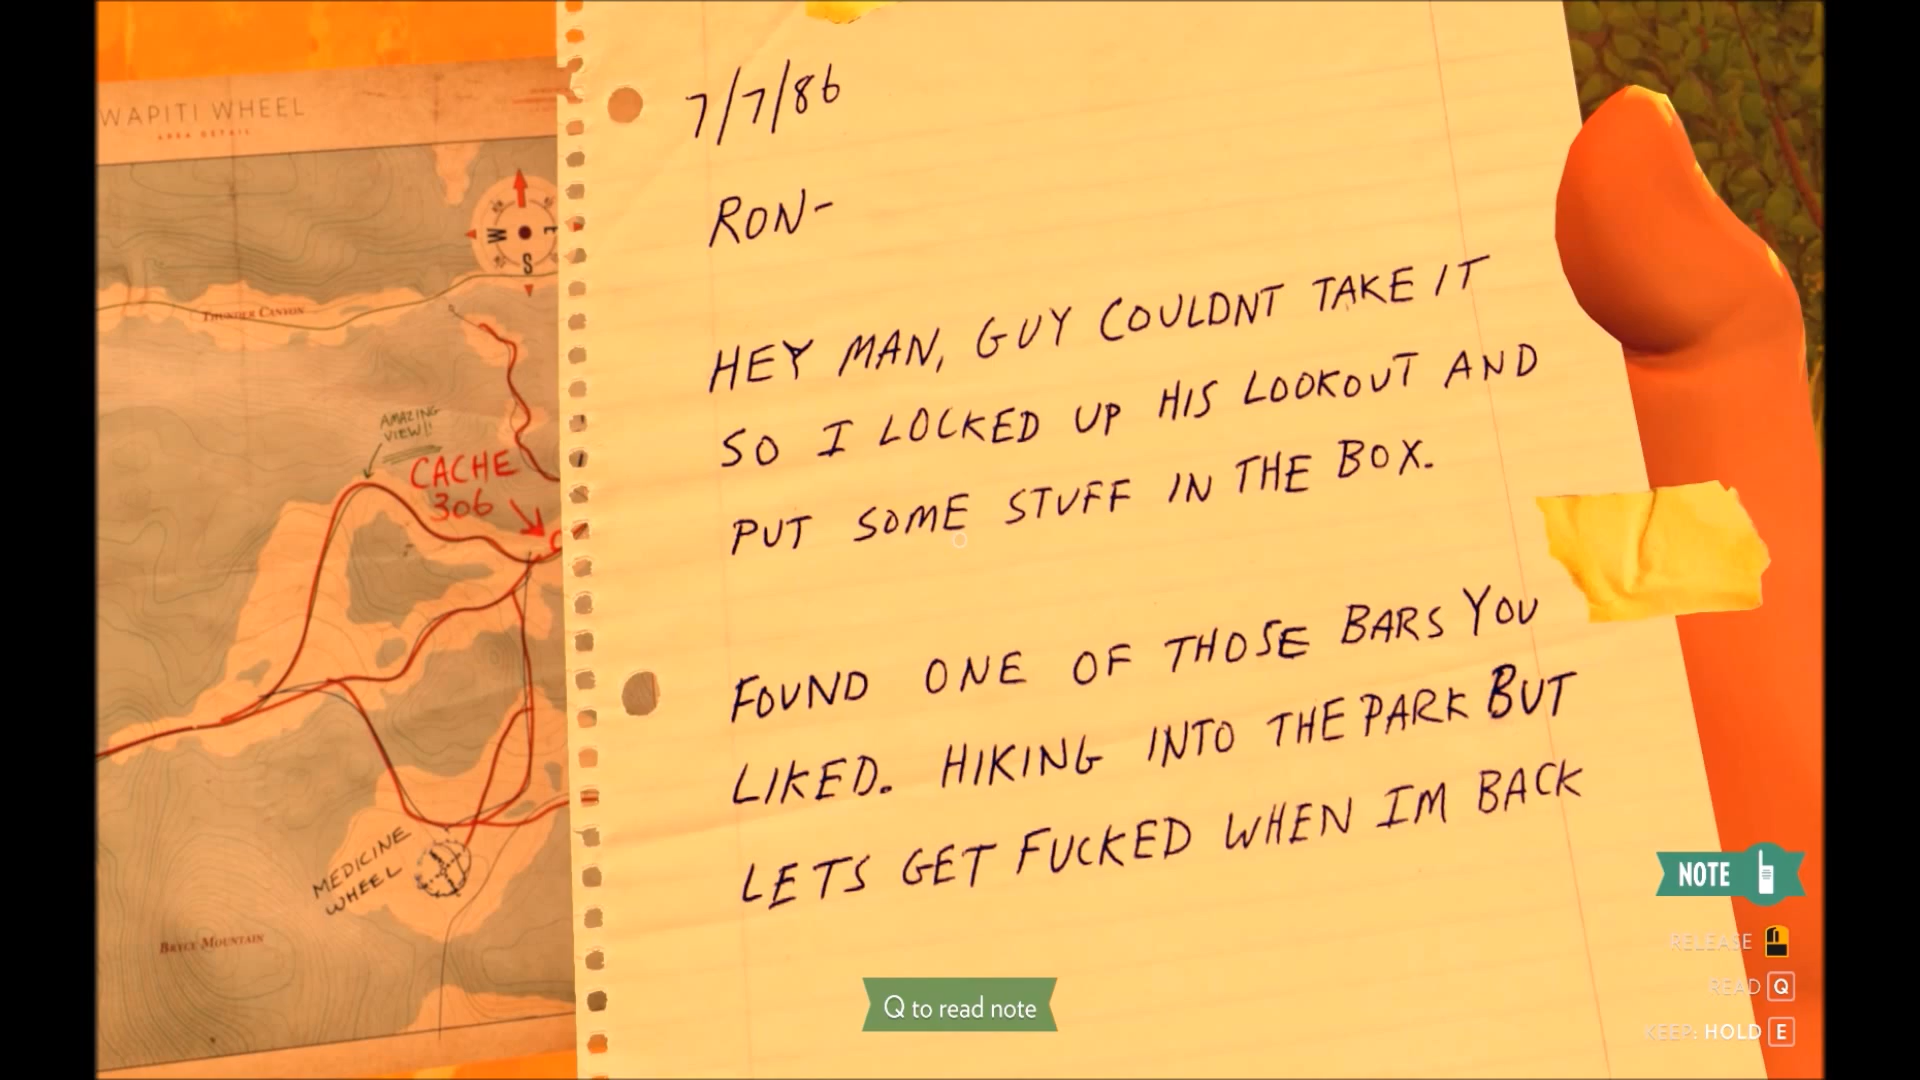 WAPITI WHEEL
AREA DETAIL
W
E
S
THUNDER CANYON
AMAZING
VIEW!!
CACHE
306
MEDICINE
WHEEL
BRYCE MOUNTAIN
7/7/86
RON-
HEY MAN, GUY COULDNT TAKE IT
SO I LOCKED UP HIS LOOKOUT AND
PUT SOME STUFF IN THE BOX.
FOUND ONE OF THOSE BARS YOU
LIKED. HIKING INTO THE PARK BUT
LETS GET FUCKED WHEN IM BACK
NOTE
RELEASE
READ Q
KEEP: HOLD E
Q to read note